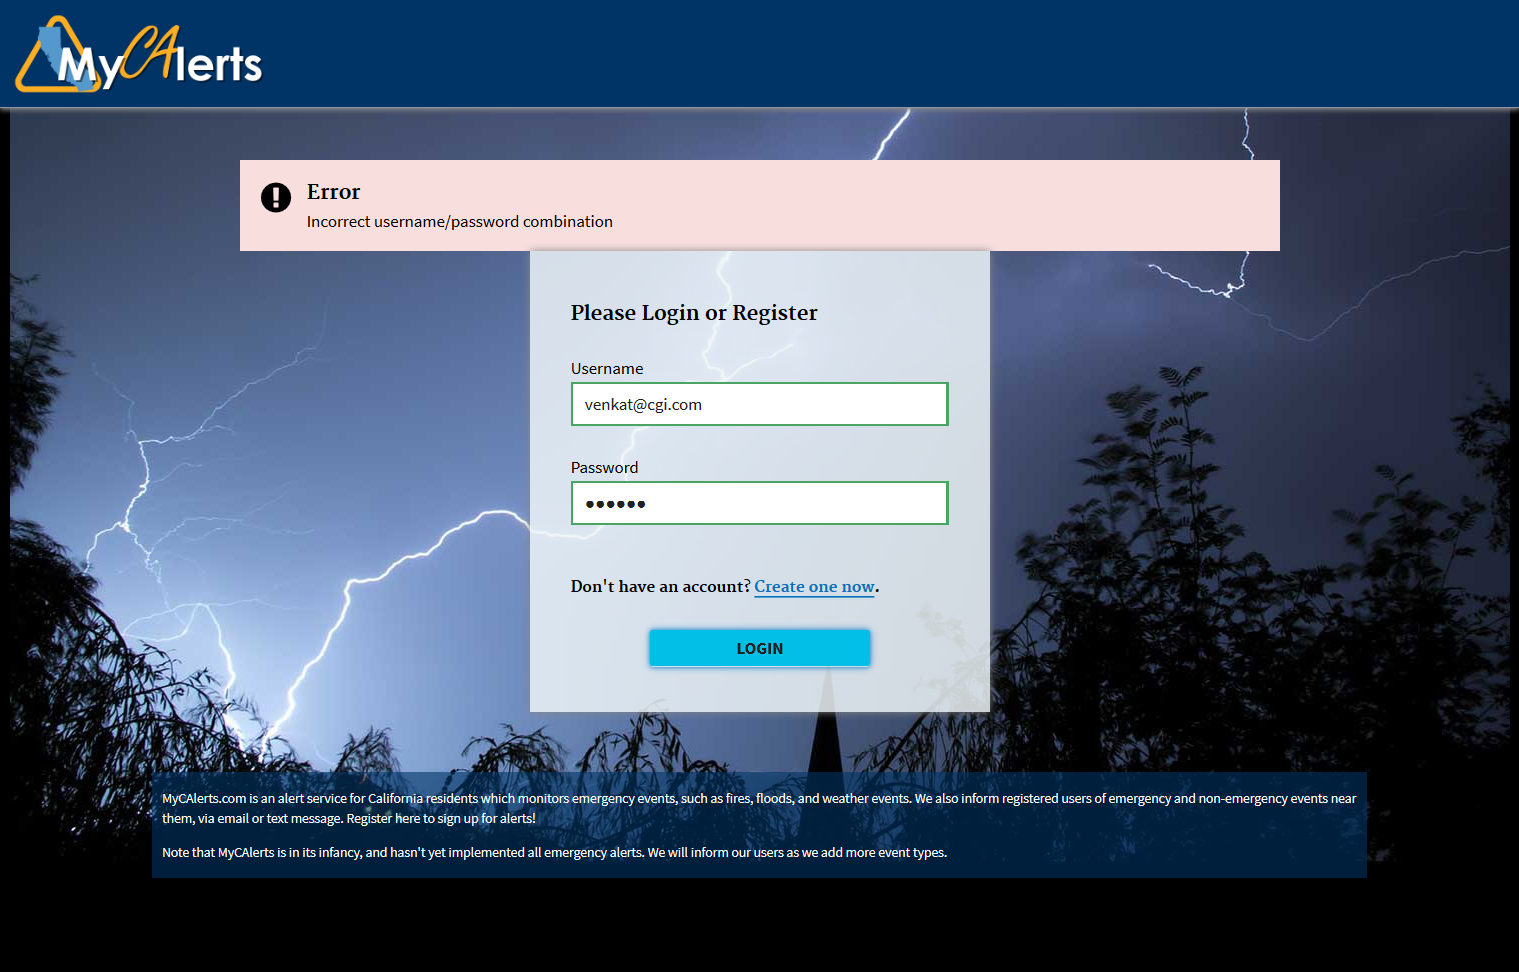 MyCAlerts
Error
Incorrect username/password combination
Please Login or Register
Username
venkat@cgi.com
Password
●●●●●●
Don't have an account? Create one now.
LOGIN
MyCAlerts.com is an alert service for California residents which monitors emergency events, such as fires, floods, and weather events. We also inform registered users of emergency and non-emergency events near
them, via email or text message. Register here to sign up for alerts!
Note that MyCAlerts is in its infancy, and hasn't yet implemented all emergency alerts. We will inform our users as we add more event types.